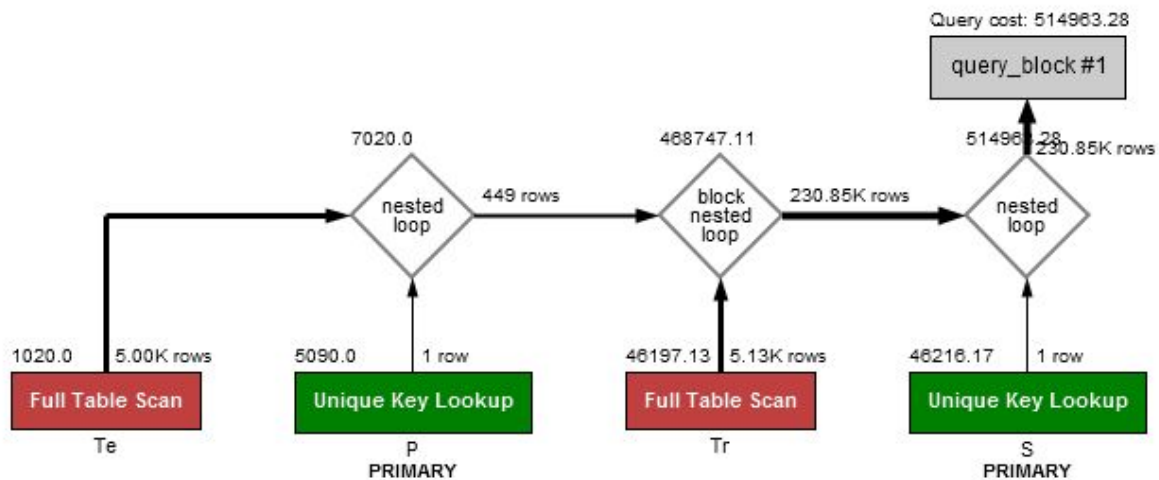 Query cost: 514963.28
query_block #1
7020.0
468747.11
514963.28
230.85K rows
nested
loop
449 rows
block
nested
loop
230.85K rows
nested
loop
1020.0
5.00K rows
5090.0
1 row
46197.13
5.13K rows
46216.17
1 row
Full Table Scan
Unique Key Lookup
Full Table Scan
Unique Key Lookup
Te
P
Tr
S
PRIMARY
PRIMARY